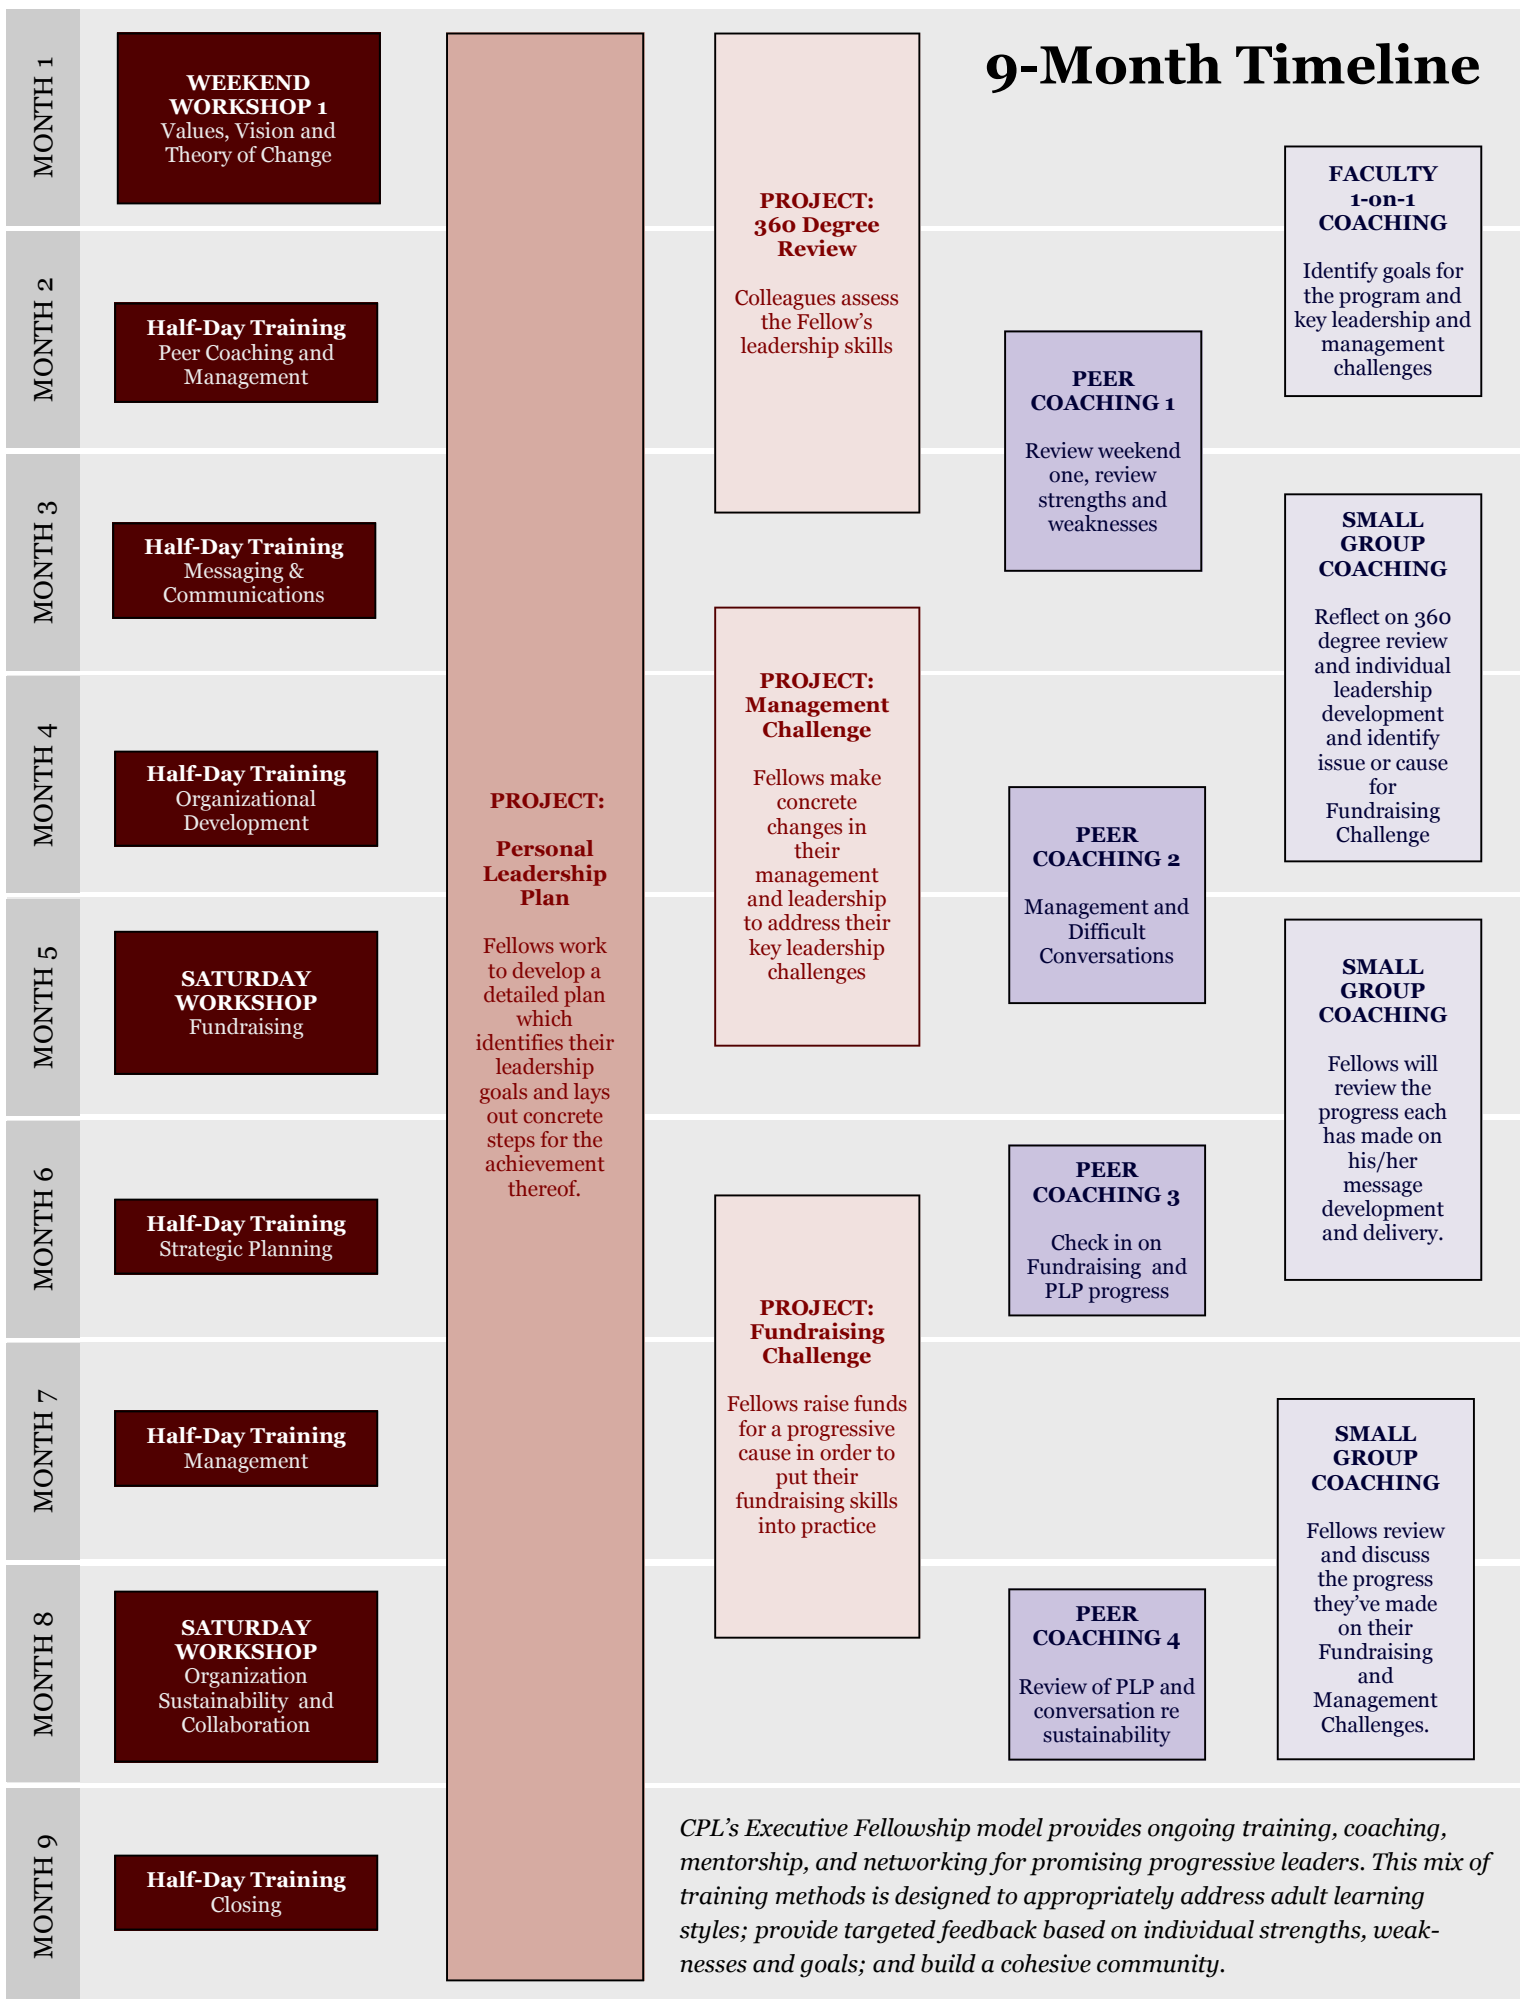 9-Month Timeline
MONTH 1
MONTH 2
MONTH 3
MONTH 4
MONTH 5
MONTH 6
MONTH 7
MONTH 8
MONTH 9
WEEKEND
WORKSHOP 1
Values, Vision and
Theory of Change
Half-Day Training
Peer Coaching and
Management
Half-Day Training
Messaging &
Communications
Half-Day Training
Organizational
Development
SATURDAY
WORKSHOP
Fundraising
Half-Day Training
Strategic Planning
Half-Day Training
Management
SATURDAY
WORKSHOP
Organization
Sustainability and
Collaboration
Half-Day Training
Closing
PROJECT:
Personal
Leadership
Plan
Fellows work
to develop a
detailed plan
which
identifies their
leadership
goals and lays
out concrete
steps for the
achievement
thereof.
PROJECT:
360 Degree
Review
Colleagues assess
the Fellow’s
leadership skills
PROJECT:
Management
Challenge
Fellows make
concrete
changes in
their
management
and leadership
to address their
key leadership
challenges
PROJECT:
Fundraising
Challenge
Fellows raise funds
for a progressive
cause in order to
put their
fundraising skills
into practice
PEER
COACHING 1
Review weekend
one, review
strengths and
weaknesses
PEER
COACHING 2
Management and
Difficult
Conversations
PEER
COACHING 3
Check in on
Fundraising and
PLP progress
PEER
COACHING 4
Review of PLP and
conversation re
sustainability
FACULTY
1-on-1
COACHING
Identify goals for
the program and
key leadership and
management
challenges
SMALL
GROUP
COACHING
Reflect on 360
degree review
and individual
leadership
development
and identify
issue or cause
for
Fundraising
Challenge
SMALL
GROUP
COACHING
Fellows will
review the
progress each
has made on
his/her
message
development
and delivery.
SMALL
GROUP
COACHING
Fellows review
and discuss
the progress
they’ve made
on their
Fundraising
and
Management
Challenges.
CPL’s Executive Fellowship model provides ongoing training, coaching,
mentorship, and networking for promising progressive leaders. This mix of
training methods is designed to appropriately address adult learning
styles; provide targeted feedback based on individual strengths, weak-
nesses and goals; and build a cohesive community.